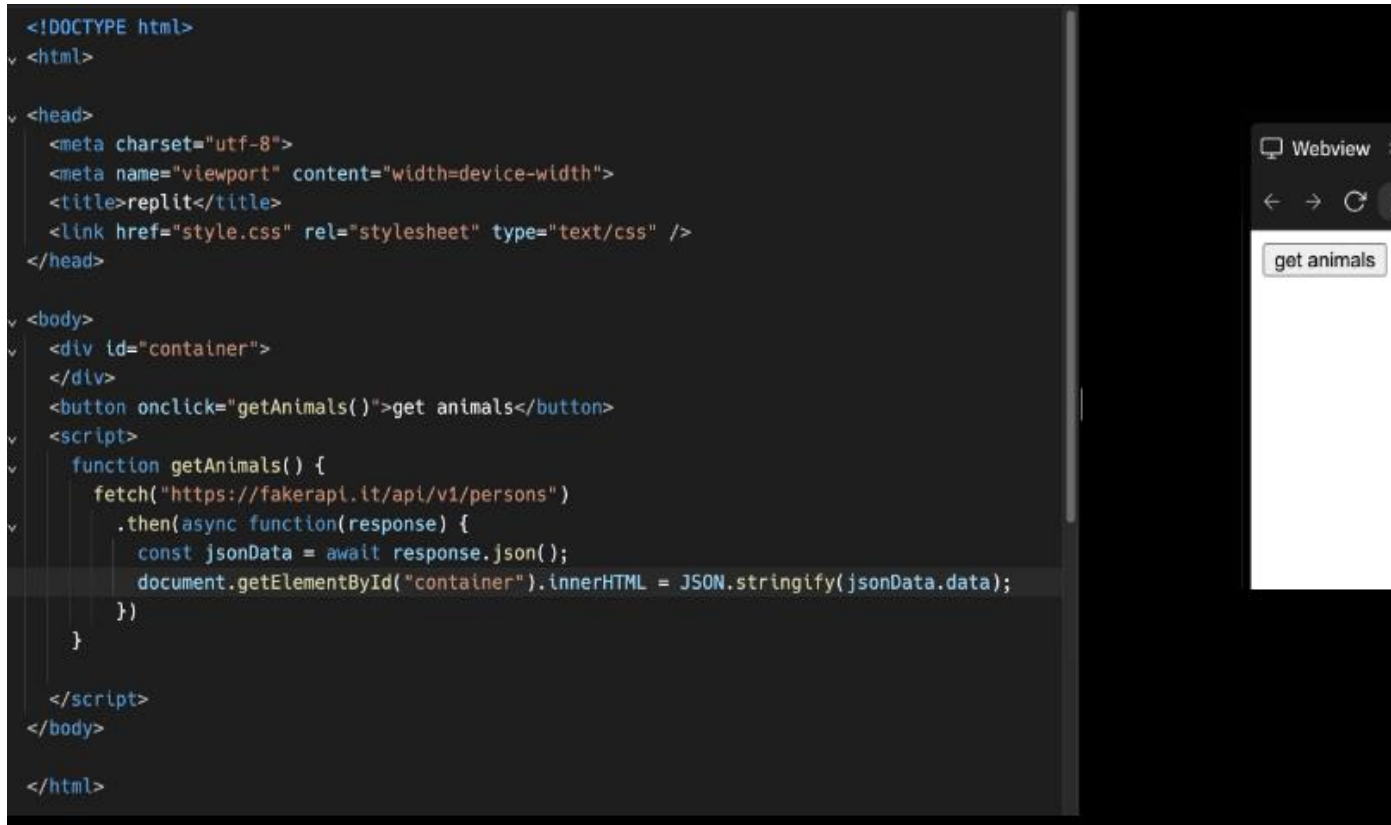 <!DOCTYPE html>
<html>
<head>
<meta charset="utf-8">
<meta name="viewport" content="width=device-width">
<title>replit</title>
<link href="style.css" rel="stylesheet" type="text/css" />
</head>
<body>
<div id="container">
</div>
<button onclick="getAnimals()">get animals</button>
<script>
function getAnimals() {
fetch("https://fakerapi.it/api/v1/persons")
.then(async function(response) {
const jsonData = await response.json();
document.getElementById("container").innerHTML = JSON.stringify(jsonData.data);
})
}
</script>
</body>
</html>
Webview
get animals